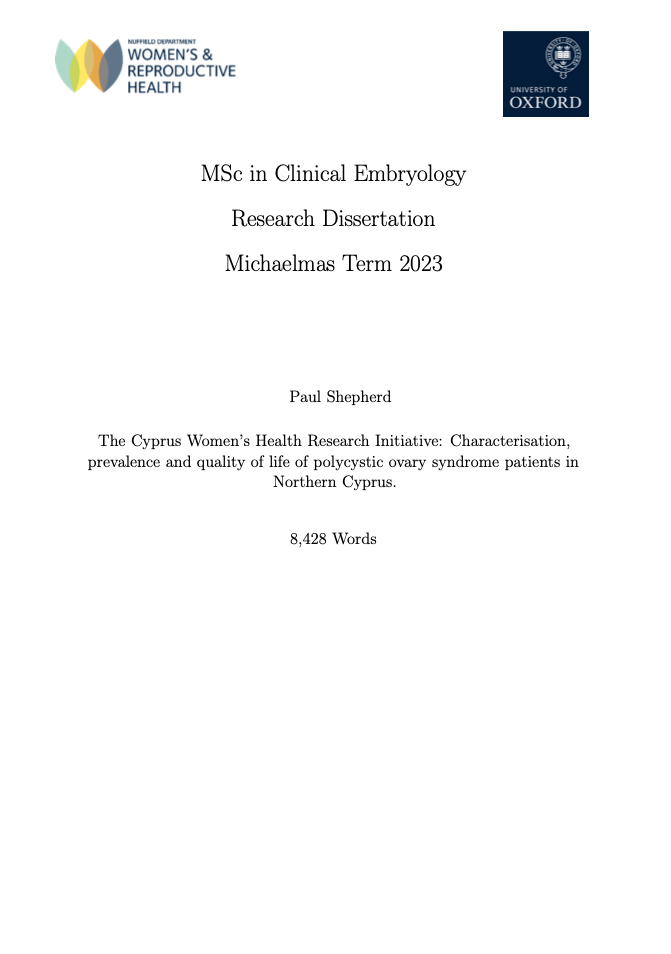 NUFFIELD DEPARTMENT
WOMEN'S &
REPRODUCTIVE
HEALTH
UNIVERSITY OF
OXFORD
MSc in Clinical Embryology
Research Dissertation
Michaelmas Term 2023
Paul Shepherd
The Cyprus Women's Health Research Initiative: Characterisation,
prevalence and quality of life of polycystic ovary syndrome patients in
Northern Cyprus.
8,428 Words